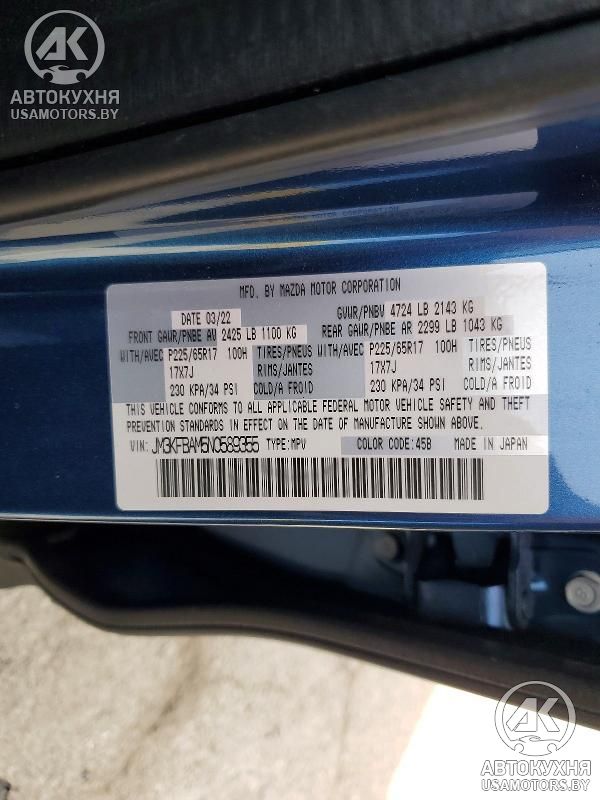 AK
АВТОКУХНЯ
USAMOTORS.BY
MFD. BY MAZDA MOTOR CORPORATION
DATE 03/22 GVWR/PNBV 4724 LB 2143 KG
FRONT GAWR/PNBE AV 2425 LB 1100 KG REAR GAWR/PNBE AR 2299 LB 1043 KG
WITH/AVEC P225/65R17 100H TIRES/PNEUS WITH/AVEC P225/65R17 100H TIRES/PNEUS
17X7J RIMS/JANTES 17X7J RIMS/JANTES
230 KPA/34 PSI COLD/A FROID 230 KPA/34 PSI COLD/A FROID
THIS VEHICLE CONFORMS TO ALL APPLICABLE FEDERAL MOTOR VEHICLE SAFETY AND THEFT
PREVENTION STANDARDS IN EFFECT ON THE DATE OF MANUFACTURE SHOWN ABOVE.
VIN: JM3KFBAM5N0589355 TYPE:MPV COLOR CODE:45B MADE IN JAPAN
AK
АВТОКУХНЯ
USAMOTORS.BY